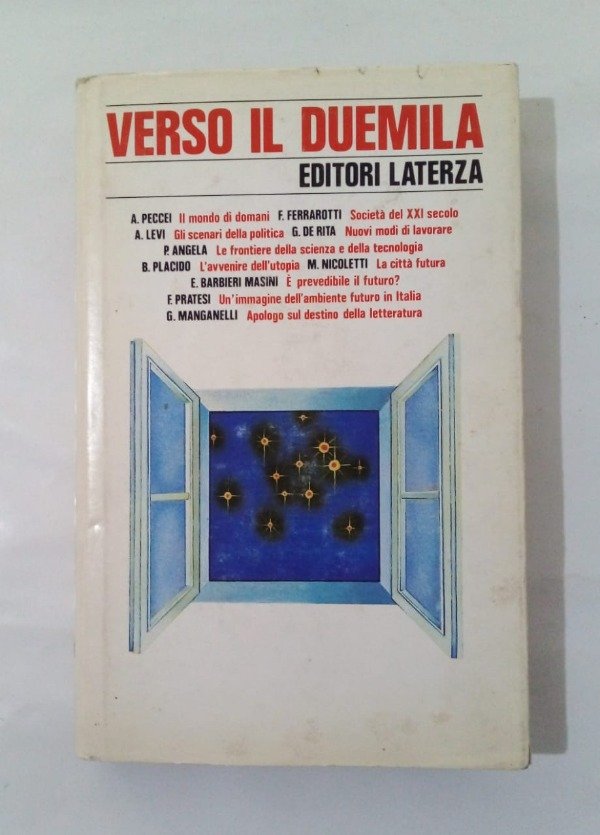 VERSO IL DUEMILA
EDITORI LATERZA
A. PECCEI Il mondo di domani F. FERRAROTTI Società del XXI secolo
A. LEVI Gli scenari della politica G. DE RITA Nuovi modi di lavorare
P. ANGELA Le frontiere della scienza e della tecnologia
B. PLACIDO L'avvenire dell'utopia M. NICOLETTI La città futura
E. BARBIERI MASINI È prevedibile il futuro?
F. PRATESI Un'immagine dell'ambiente futuro in Italia
G. MANGANELLI Apologo sul destino della letteratura